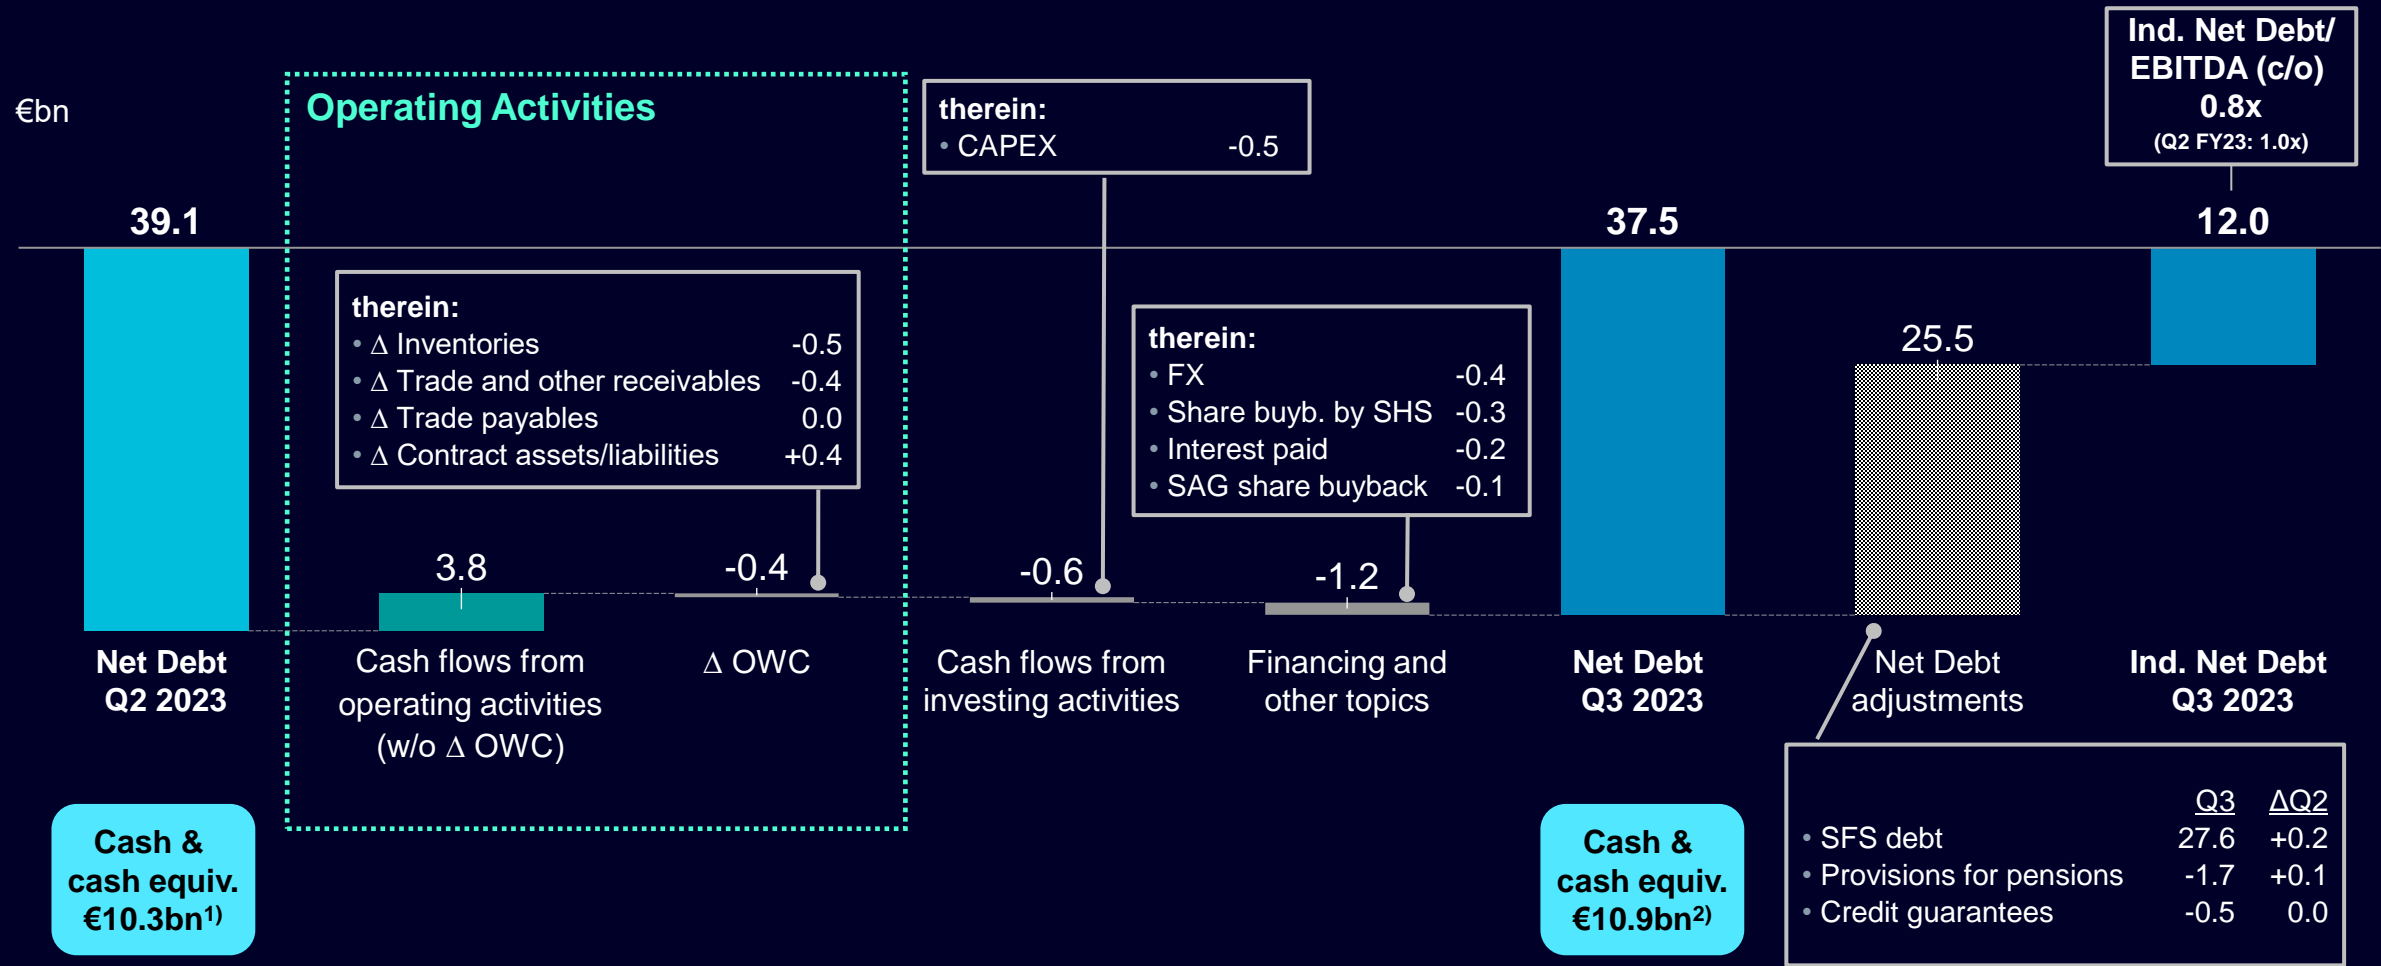 €bn
Operating Activities
therein:
• CAPEX -0.5
Ind. Net Debt/
EBITDA (c/o)
0.8x
(Q2 FY23: 1.0x)
39.1
37.5
12.0
therein:
• Δ Inventories -0.5
• Δ Trade and other receivables -0.4
• Δ Trade payables 0.0
• Δ Contract assets/liabilities +0.4
therein:
• FX -0.4
• Share buyb. by SHS -0.3
• Interest paid -0.2
• SAG share buyback -0.1
25.5
3.8
-0.4
-0.6
-1.2
Net Debt
Q2 2023
Cash flows from
operating activities
(w/o Δ OWC)
Δ OWC
Cash flows from
investing activities
Financing and
other topics
Net Debt
Q3 2023
Net Debt
adjustments
Ind. Net Debt
Q3 2023
Cash &
cash equiv.
€10.3bn1)
Cash &
cash equiv.
€10.9bn2)
Q3 ΔQ2
• SFS debt 27.6 +0.2
• Provisions for pensions -1.7 +0.1
• Credit guarantees -0.5 0.0